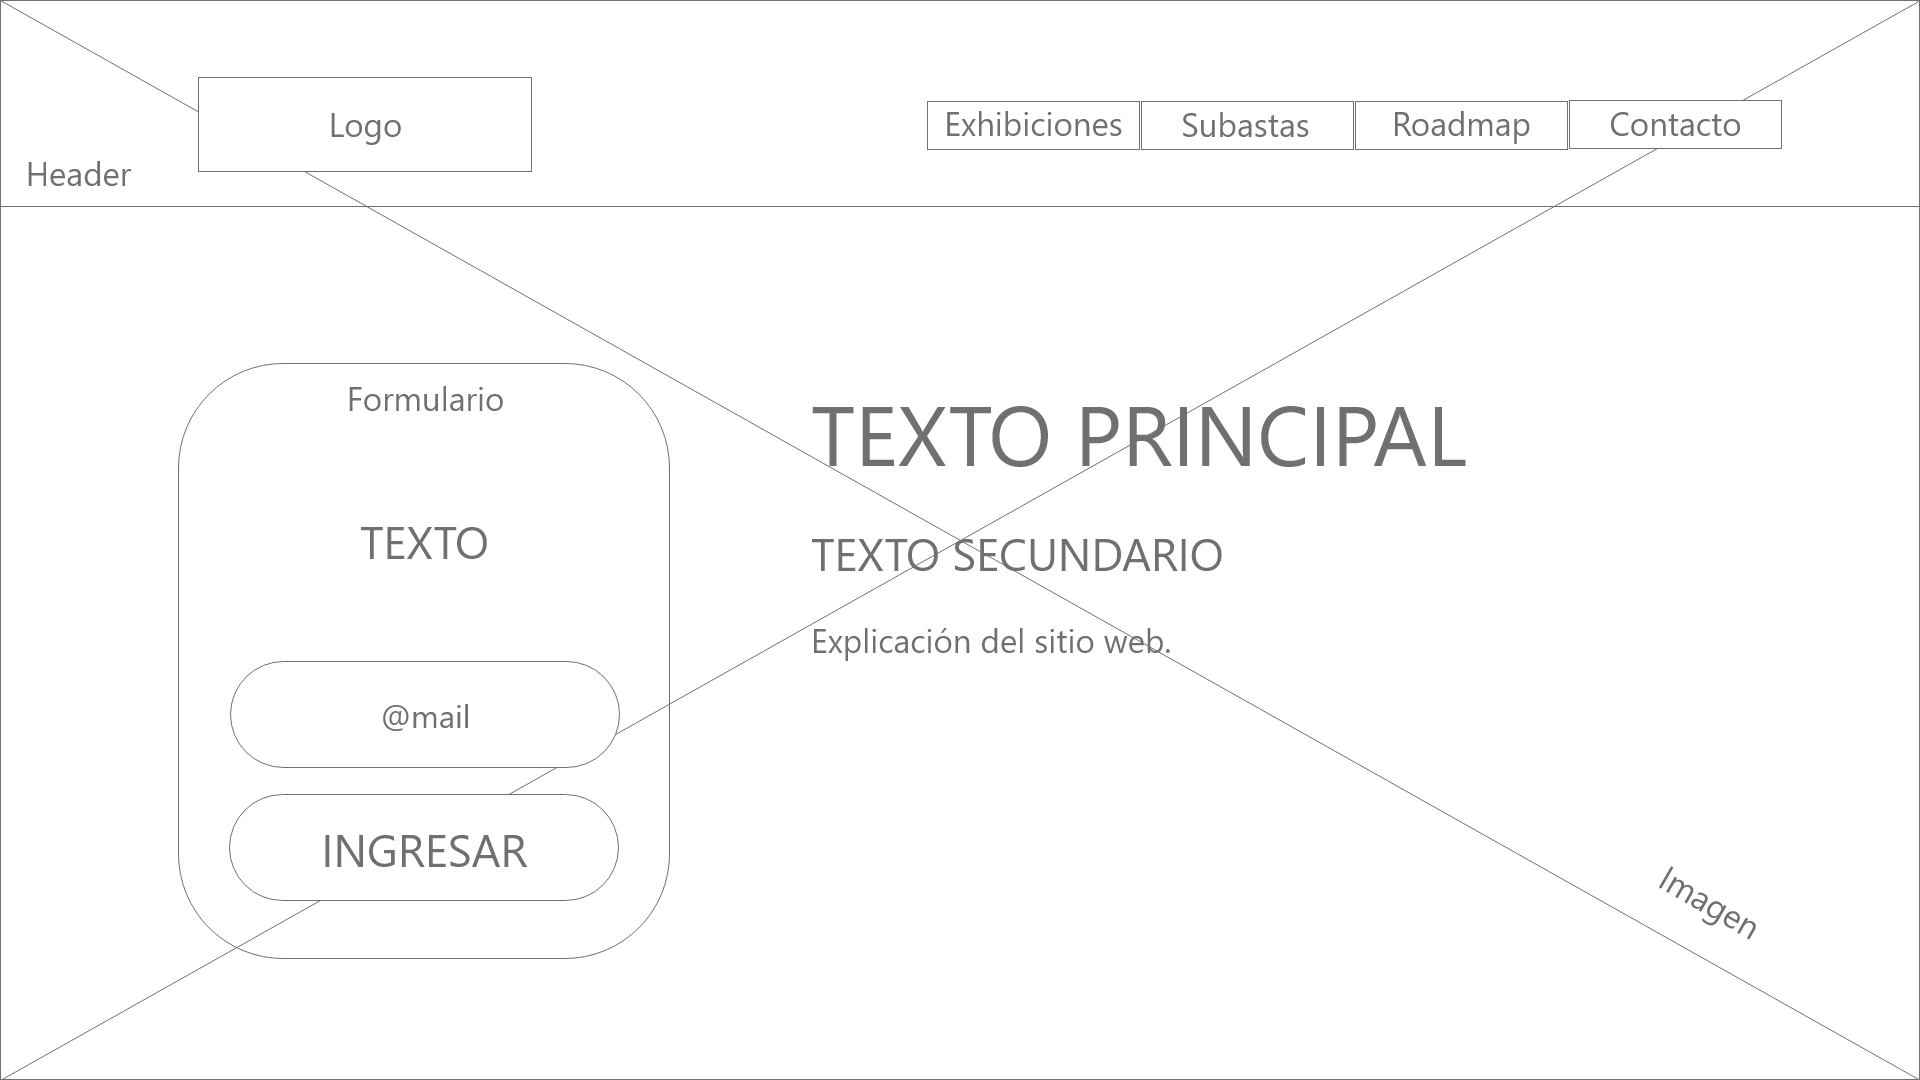 Logo
Exhibiciones
Subastas
Roadmap
Contacto
Header
Formulario
TEXTO
@mail
INGRESAR
TEXTO PRINCIPAL
TEXTO SECUNDARIO
Explicación del sitio web.
Imagen